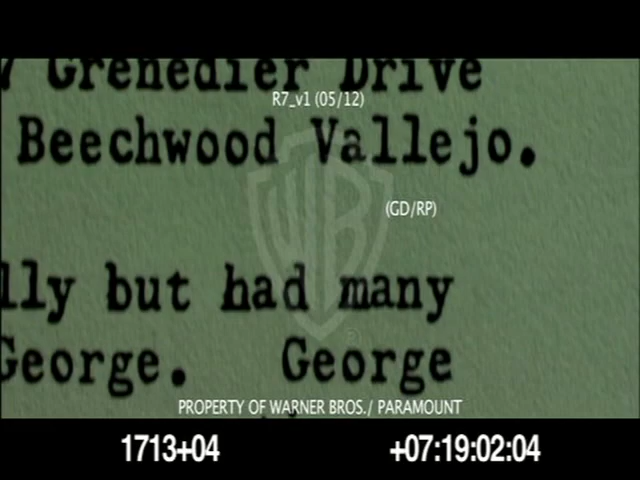 Grenedier Drive
R7_v1 (05/12)
Beechwood Vallejo.
(GD/RP)
lly but had many
George. George
PROPERTY OF WARNER BROS./ PARAMOUNT
1713+04 +07:19:02:04